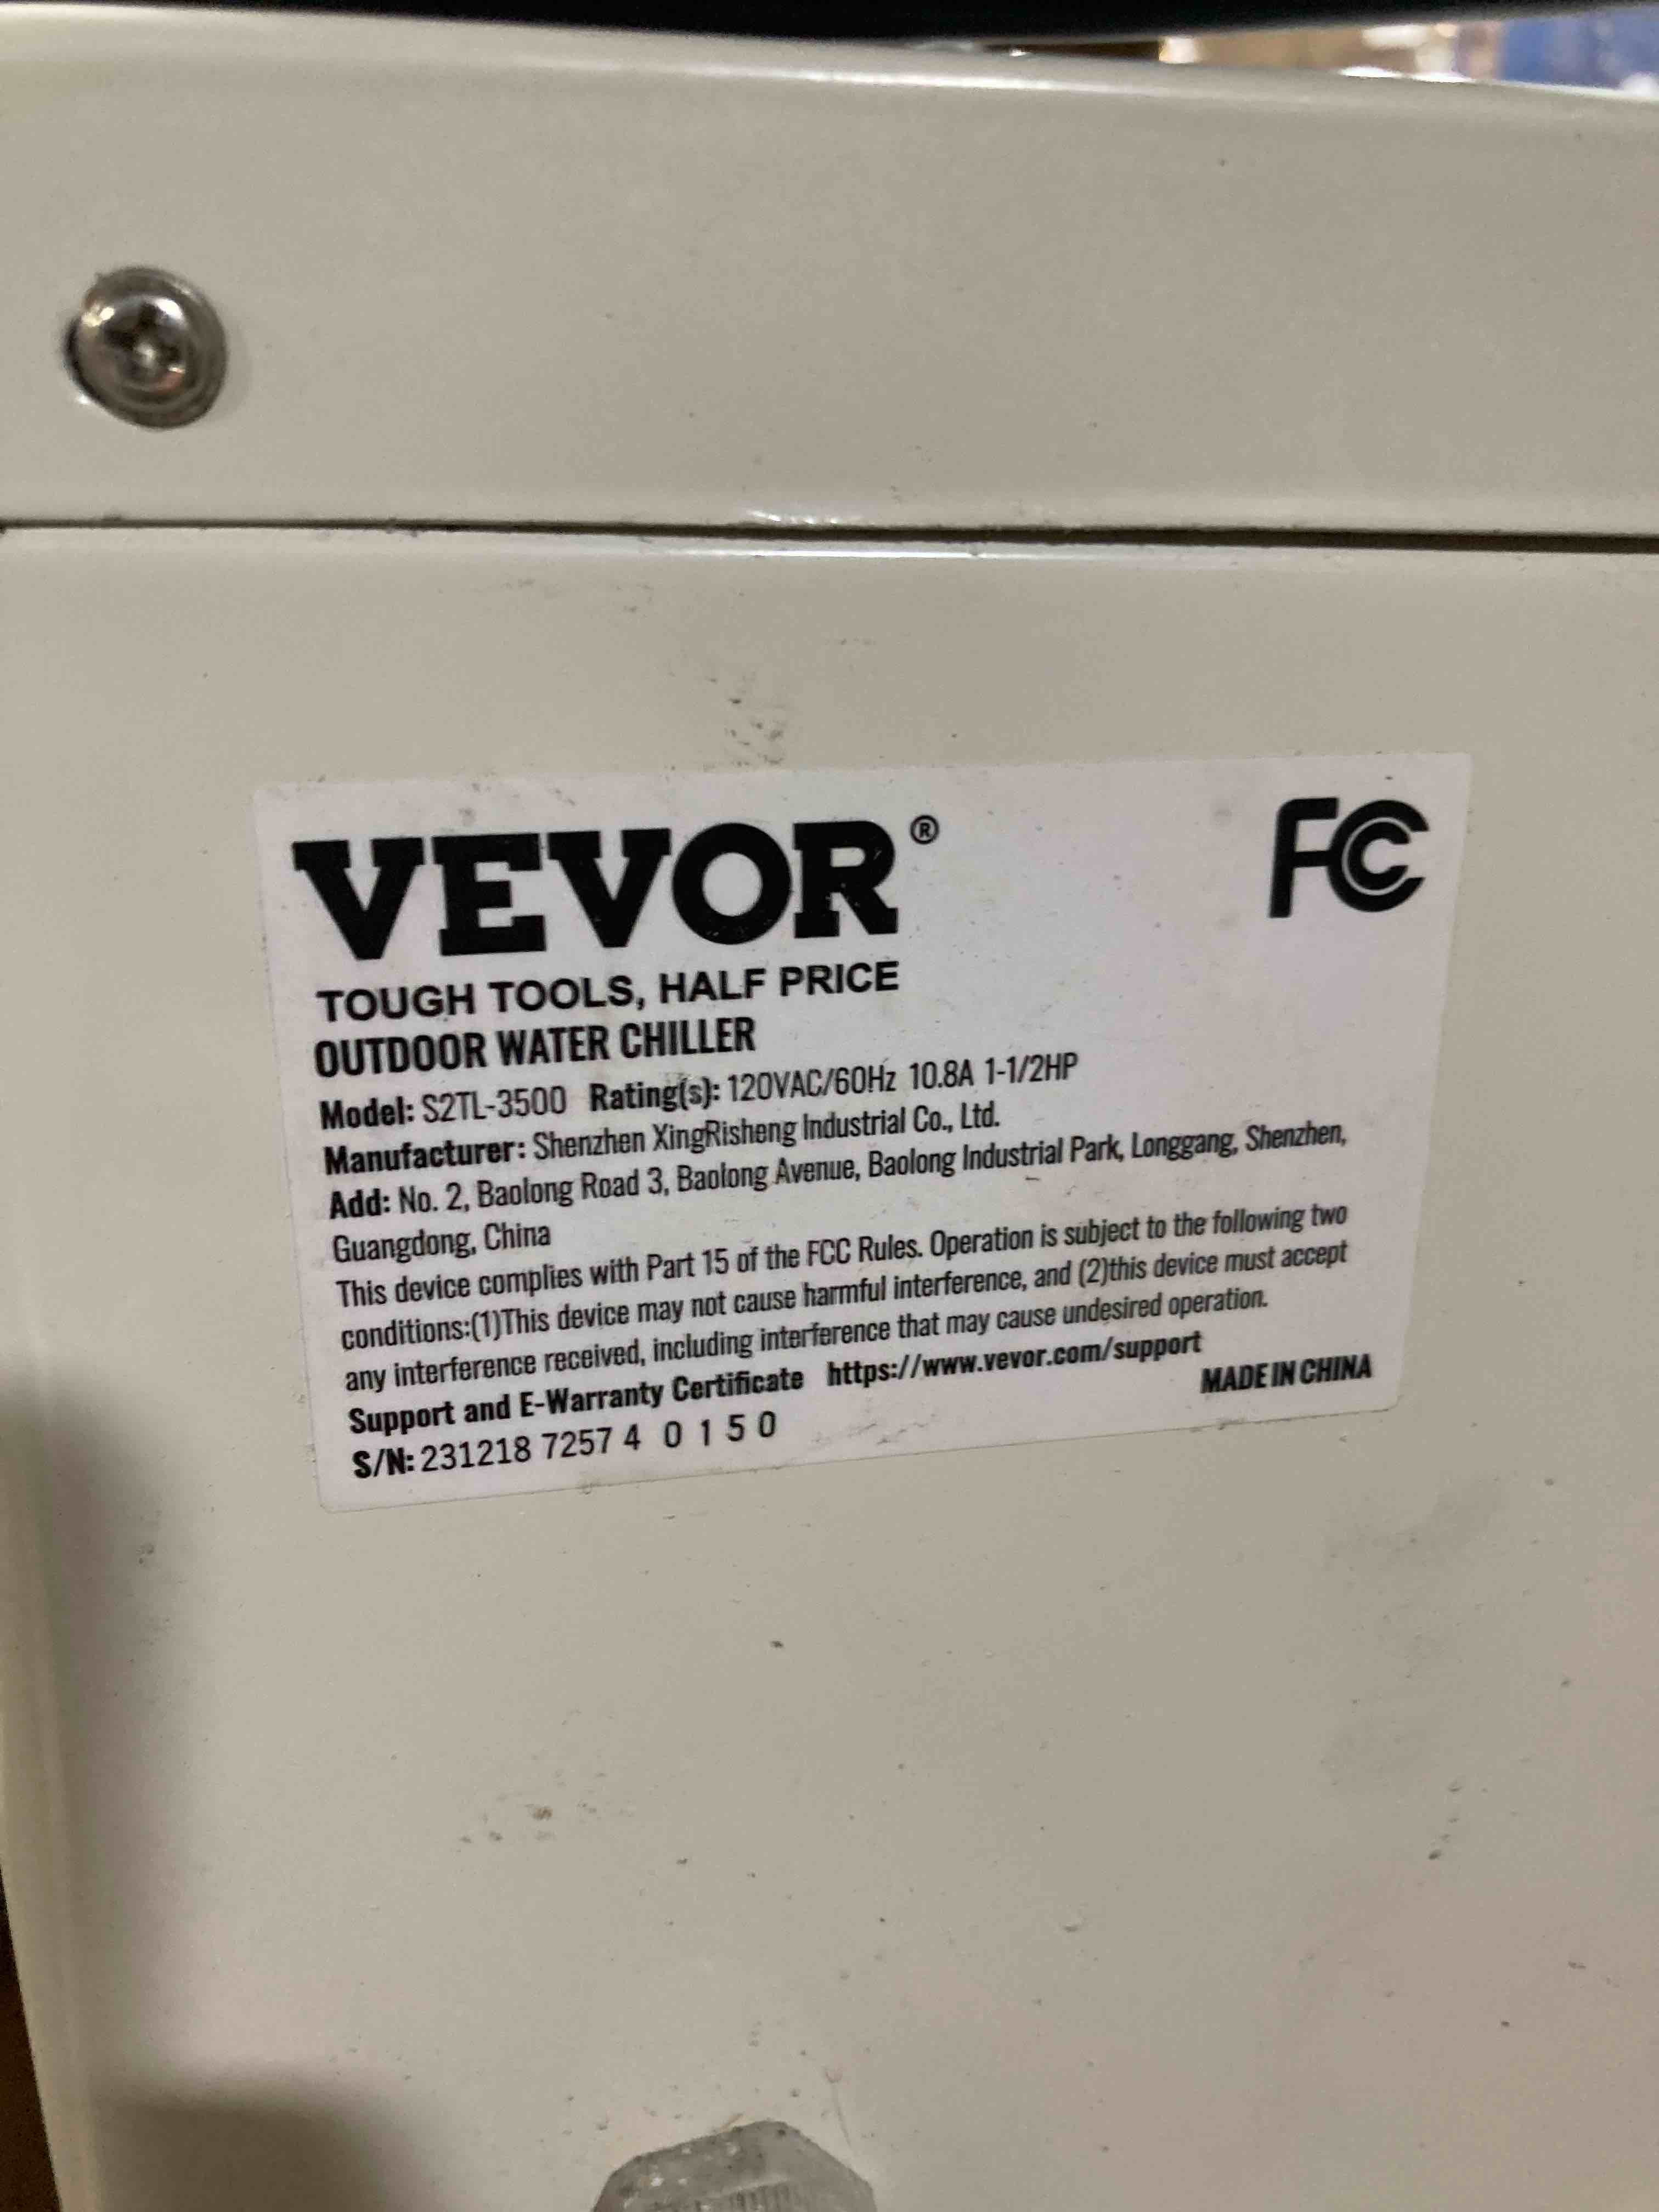 VEVOR®
FC
TOUGH TOOLS, HALF PRICE
OUTDOOR WATER CHILLER
Model: S2TL-3500 Rating(s): 120VAC/60Hz 10.8A 1-1/2HP
Manufacturer: Shenzhen XingRisheng Industrial Co., Ltd.
Add: No. 2, Baolong Road 3, Baolong Avenue, Baolong Industrial Park, Longgang, Shenzhen,
Guangdong, China
This device complies with Part 15 of the FCC Rules. Operation is subject to the following two
conditions:(1)This device may not cause harmful interference, and (2)this device must accept
any interference received, including interference that may cause undesired operation.
Support and E-Warranty Certificate https://www.vevor.com/support
S/N: 231218 7257 4 0 1 5 0
MADE IN CHINA